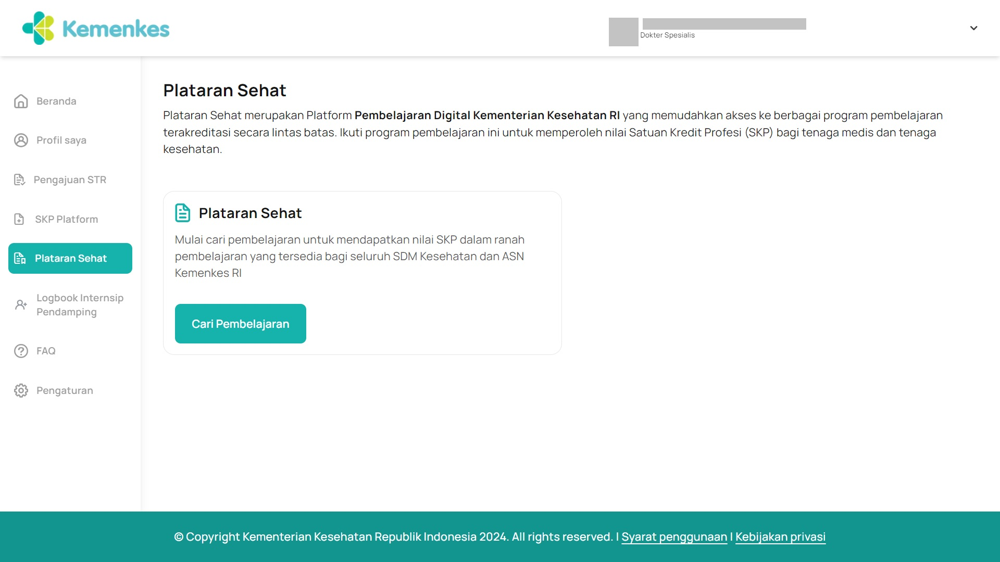 Kemenkes
Dokter Spesialis
Beranda
Profil saya
Pengajuan STR
SKP Platform
Plataran Sehat
Logbook Internsip
Pendamping
FAQ
Pengaturan
Plataran Sehat
Plataran Sehat merupakan Platform Pembelajaran Digital Kementerian Kesehatan RI yang memudahkan akses ke berbagai program pembelajaran
terakreditasi secara lintas batas. Ikuti program pembelajaran ini untuk memperoleh nilai Satuan Kredit Profesi (SKP) bagi tenaga medis dan tenaga
kesehatan.
Plataran Sehat
Mulai cari pembelajaran untuk mendapatkan nilai SKP dalam ranah
pembelajaran yang tersedia bagi seluruh SDM Kesehatan dan ASN
Kemenkes RI
Cari Pembelajaran
© Copyright Kementerian Kesehatan Republik Indonesia 2024. All rights reserved. | Syarat penggunaan | Kebijakan privasi